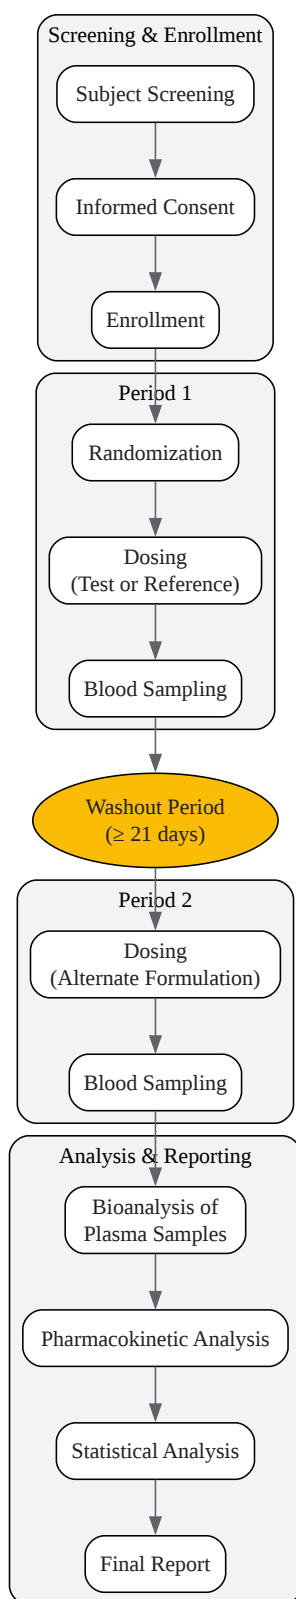 Screening & Enrollment
Subject Screening
Informed Consent
Enrollment
Period 1
Randomization
Dosing
(Test or Reference)
Blood Sampling
Washout Period
(≥ 21 days)
Period 2
Dosing
(Alternate Formulation)
Blood Sampling
Analysis & Reporting
Bioanalysis of
Plasma Samples
Pharmacokinetic Analysis
Statistical Analysis
Final Report